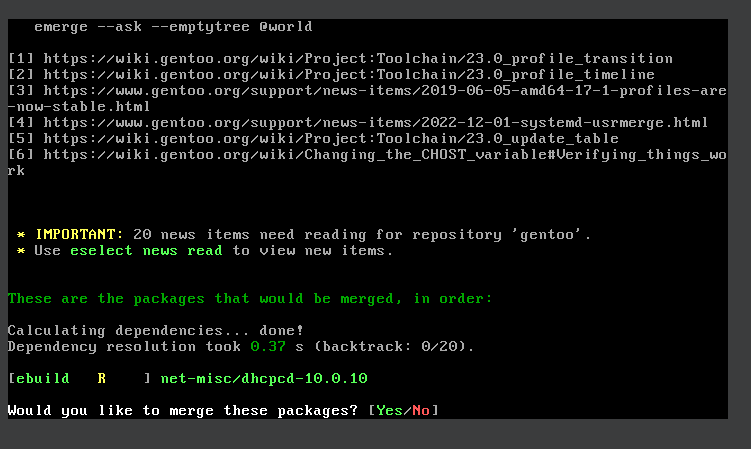 emerge --ask --emptytree @world
[1] https://wiki.gentoo.org/wiki/Project:Toolchain/23.0_profile_transition
[2] https://wiki.gentoo.org/wiki/Project:Toolchain/23.0_profile_timeline
[3] https://www.gentoo.org/support/news-items/2019-06-05-amd64-17-1-profiles-are
-now-stable.html
[4] https://www.gentoo.org/support/news-items/2022-12-01-systemd-usrmerge.html
[5] https://wiki.gentoo.org/wiki/Project:Toolchain/23.0_update_table
[6] https://wiki.gentoo.org/wiki/Changing_the_CHOST_variable#Verifying_things_wo
rk
* IMPORTANT: 20 news items need reading for repository 'gentoo'.
* Use eselect news read to view new items.
These are the packages that would be merged, in order:
Calculating dependencies... done!
Dependency resolution took 0.37 s (backtrack: 0/20).
[ebuild   R    ] net-misc/dhcpcd-10.0.10
Would you like to merge these packages? [Yes/No]